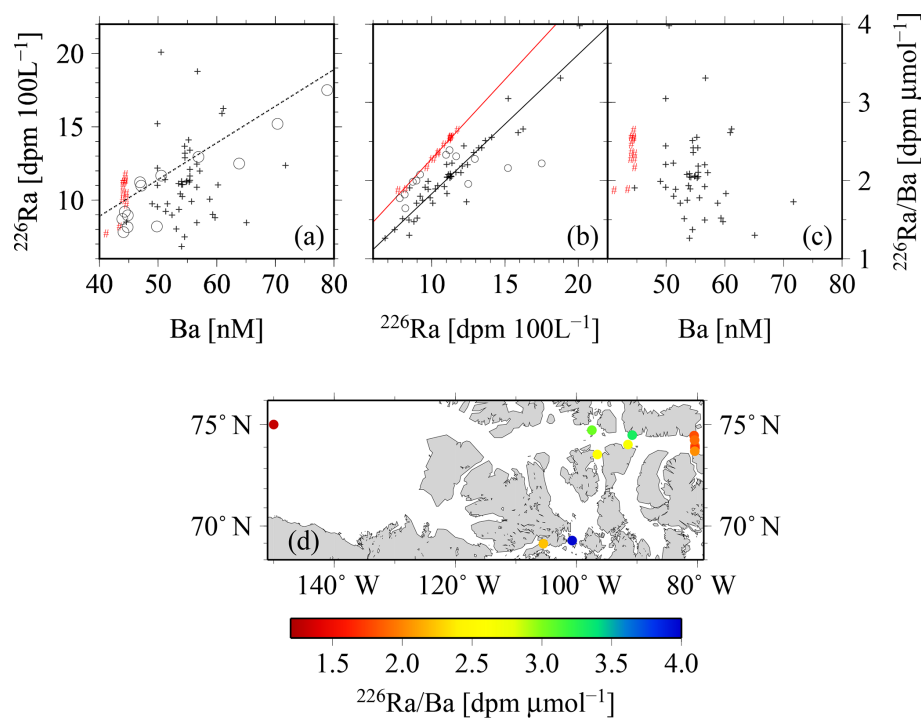 20
15
10
²²⁶Ra [dpm 100L⁻¹]
(a)
40 50 60 70 80
Ba [nM]
(b)
10 15 20
²²⁶Ra [dpm 100L⁻¹]
(c)
50 60 70 80
Ba [nM]
4
3
2
1
²²⁶Ra/Ba [dpm μmol⁻¹]
75° N
70° N
75° N
70° N
(d)
140° W 120° W 100° W 80° W
1.5 2.0 2.5 3.0 3.5 4.0
²²⁶Ra/Ba [dpm μmol⁻¹]